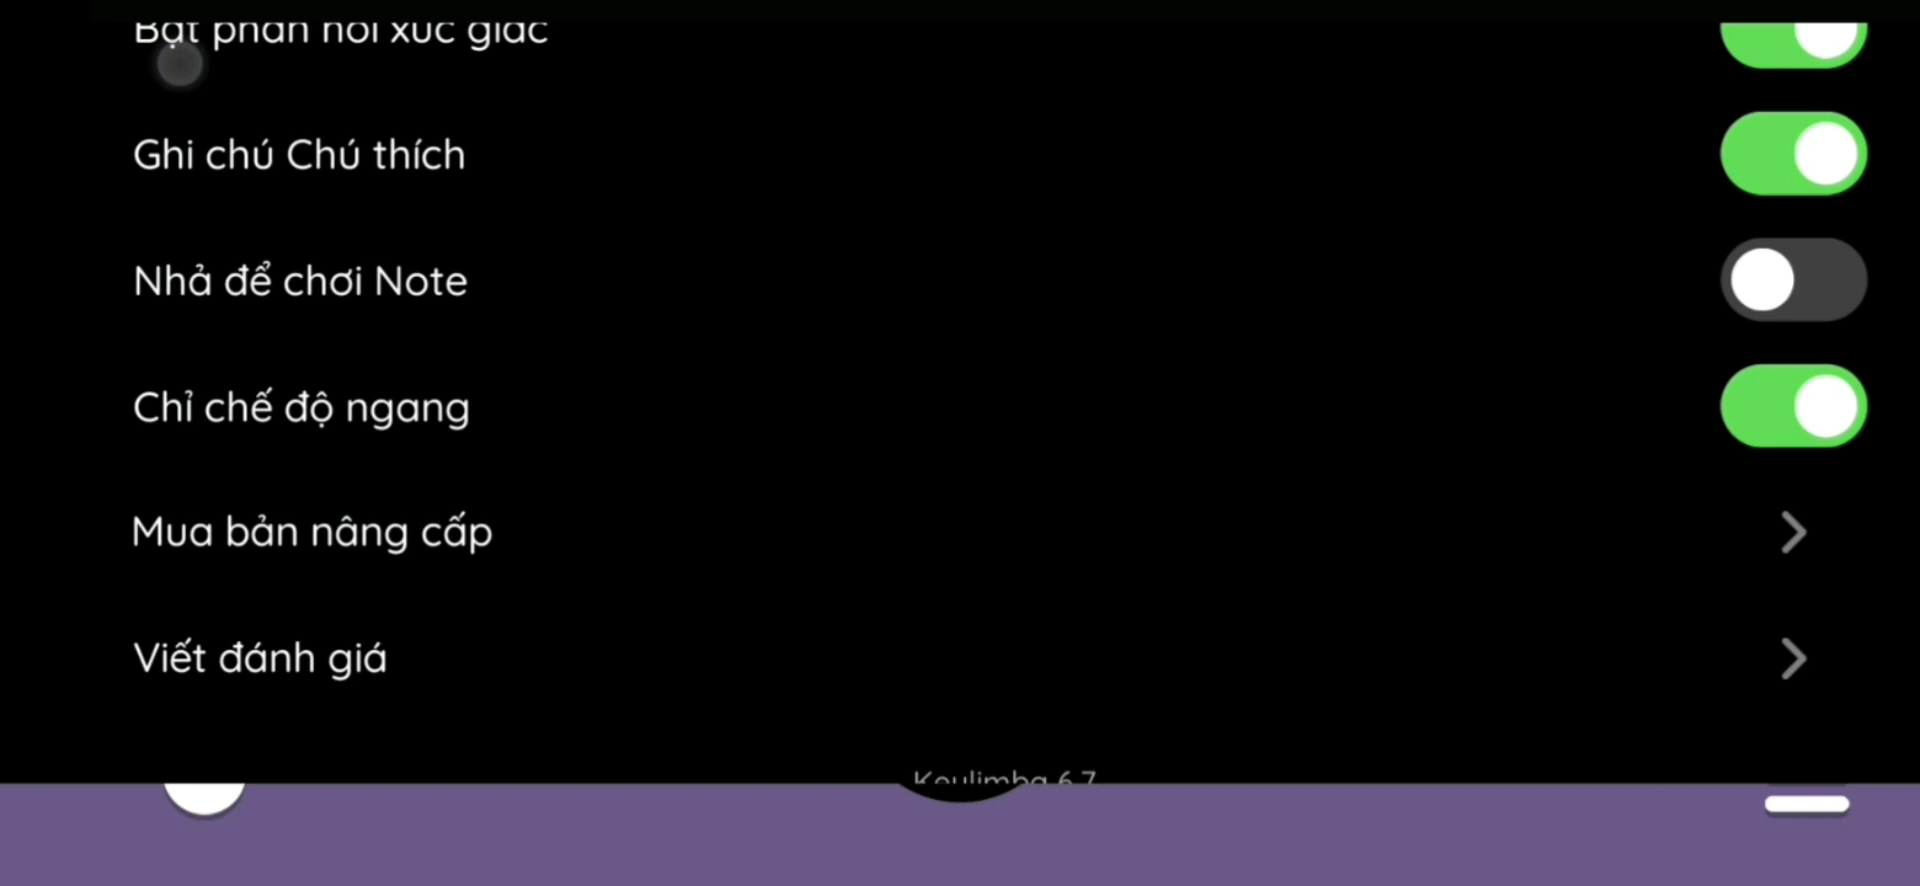 Bật phản hồi xúc giác
Ghi chú Chú thích
Nhả để chơi Note
Chỉ chế độ ngang
Mua bản nâng cấp
Viết đánh giá
Keylimba 6.7